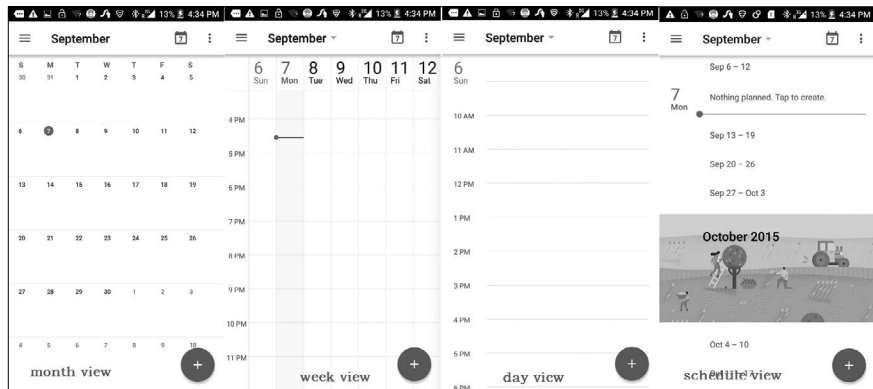 13% 4:34 PM
September
7
S M T W T F S
30 31 1 2 3 4 5
6 7 8 9 10 11 12
13 14 15 16 17 18 19
20 21 22 23 24 25 26
27 28 29 30 1 2 3
4 5 6 7 8 9 10
+
month view
13% 4:34 PM
September
7
6 7 8 9 10 11 12
Sun Mon Tue Wed Thu Fri Sat
4 PM
5 PM
6 PM
7 PM
8 PM
9 PM
10 PM
11 PM
+
week view
13% 4:34 PM
September
7
6
Sun
10 AM
11 AM
12 PM
1 PM
2 PM
3 PM
4 PM
5 PM
6 PM
+
day view
13% 4:34 PM
September
7
Sep 6 – 12
7
Mon
Nothing planned. Tap to create.
Sep 13 – 19
Sep 20 – 26
Sep 27 – Oct 3
October 2015
Oct 4 – 10
+
schedule view